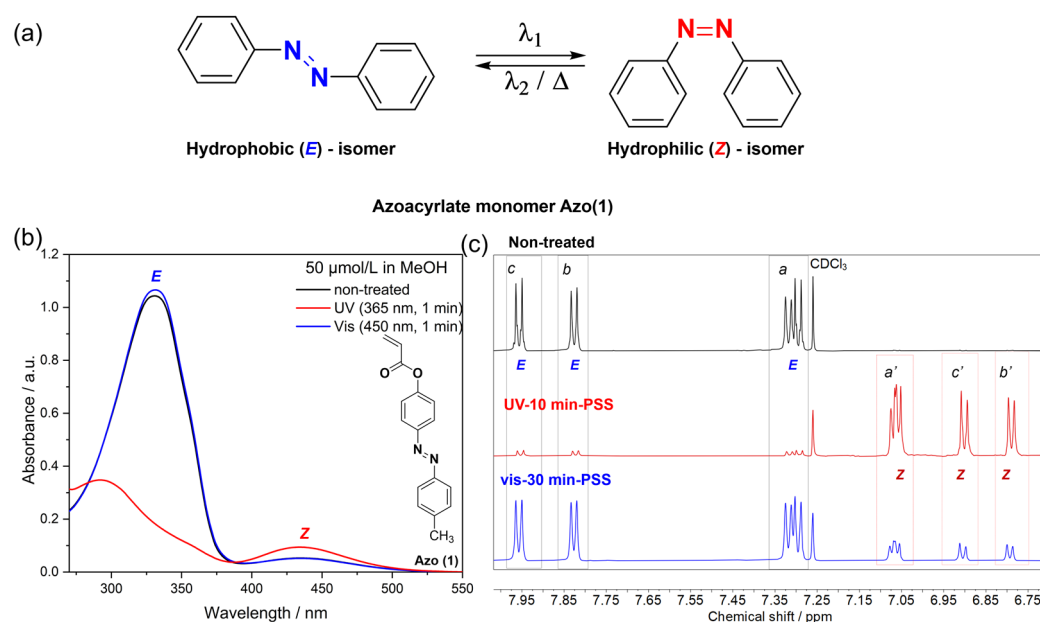 (a)
N
N
λ1
λ2 / Δ
N=N
Hydrophobic (E) - isomer
Hydrophilic (Z) - isomer
Azoacrylate monomer Azo(1)
(b)
1.2
1.0
0.8
0.6
0.4
0.2
0.0
Absorbance / a.u.
E
50 µmol/L in MeOH
non-treated
UV (365 nm, 1 min)
Vis (450 nm, 1 min)
O
O
N
N
CH3
Azo (1)
Z
300
350
400
450
500
550
Wavelength / nm
(c)
Non-treated
c
b
a
CDCl3
E
E
E
UV-10 min-PSS
a'
c'
b'
Z
Z
Z
vis-30 min-PSS
7.95 7.85 7.75 7.65 7.55 7.45 7.35 7.25 7.15 7.05 6.95 6.85 6.75
Chemical shift / ppm